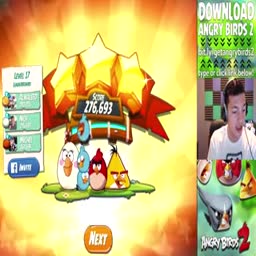 LEVEL 17
SCORE
276,693
INVITE
NEXT
DOWNLOAD
ANGRY BIRDS 2
bit.ly/getangrybirds2
type or click link below!
ANGRY BIRDS 2